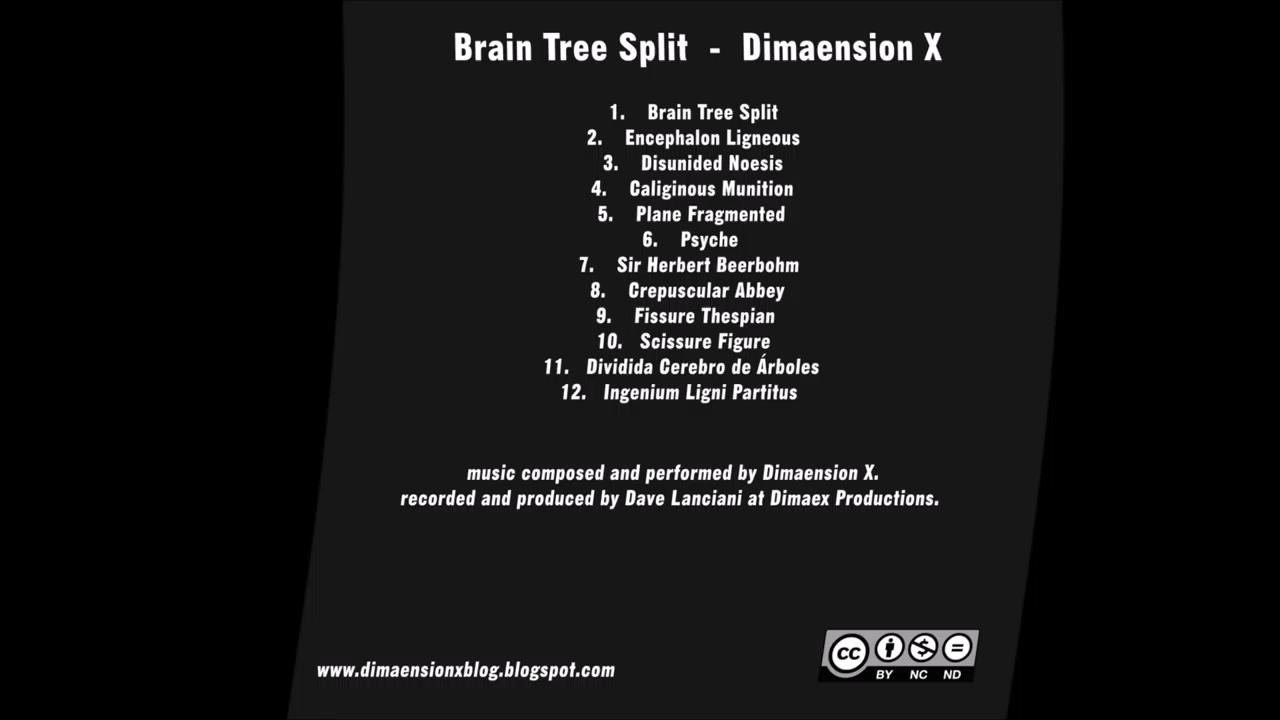 Brain Tree Split - Dimaension X
1. Brain Tree Split
2. Encephalon Ligneous
3. Disunided Noesis
4. Caliginous Munition
5. Plane Fragmented
6. Psyche
7. Sir Herbert Beerbohm
8. Crepuscular Abbey
9. Fissure Thespian
10. Scissure Figure
11. Dividida Cerebro de Árboles
12. Ingenium Ligni Partitus
music composed and performed by Dimaension X.
recorded and produced by Dave Lanciani at Dimaex Productions.
www.dimaensionxblog.blogspot.com
CC $ =
BY NC ND